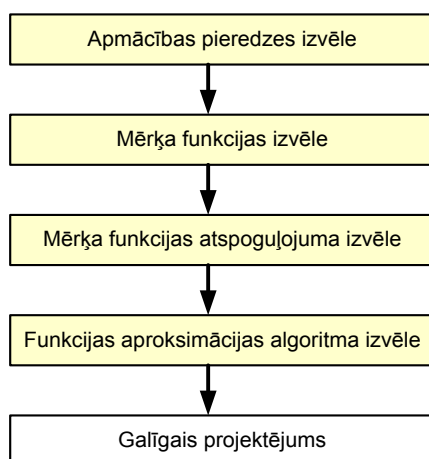 Apmācības pieredzes izvēle
Mērķa funkcijas izvēle
Mērķa funkcijas atspoguļojuma izvēle
Funkcijas aproksimācijas algoritma izvēle
Galīgais projektējums